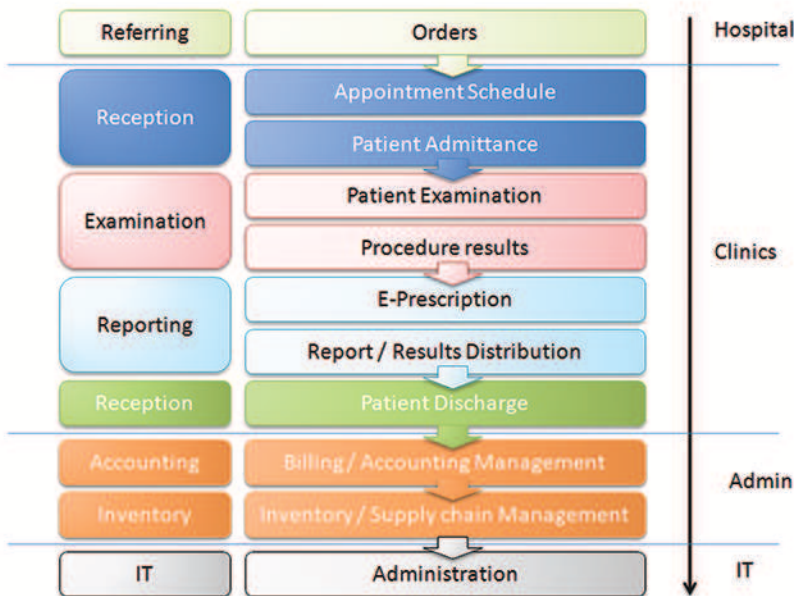 Referring
Orders
Hospital
Reception
Appointment Schedule
Patient Admittance
Examination
Patient Examination
Procedure results
Clinics
Reporting
E-Prescription
Report / Results Distribution
Reception
Patient Discharge
Accounting
Billing / Accounting Management
Admin
Inventory
Inventory / Supply chain Management
IT
Administration
IT